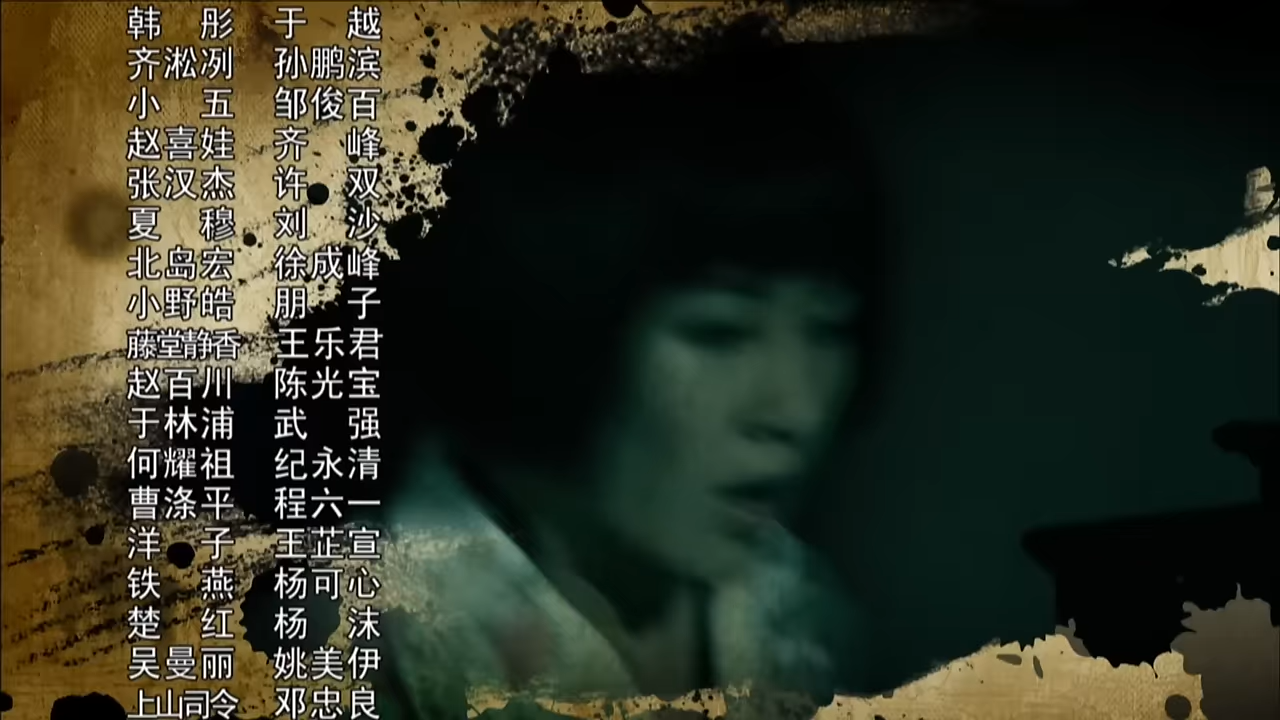 韩彤 于越
齐淞冽 孙鹏滨
小五 邹俊百
赵喜娃 齐峰
张汉杰 许双
夏穆 刘沙
北岛宏 徐成峰
小野皓 朋子
藤堂静香 王乐君
赵百川 陈光宝
于林浦 武强
何耀祖 纪永清
曹涤平 程六一
洋子 王芷宣
铁燕 杨可心
楚红 杨沫
吴曼丽 姚美伊
上山司令 邓忠良